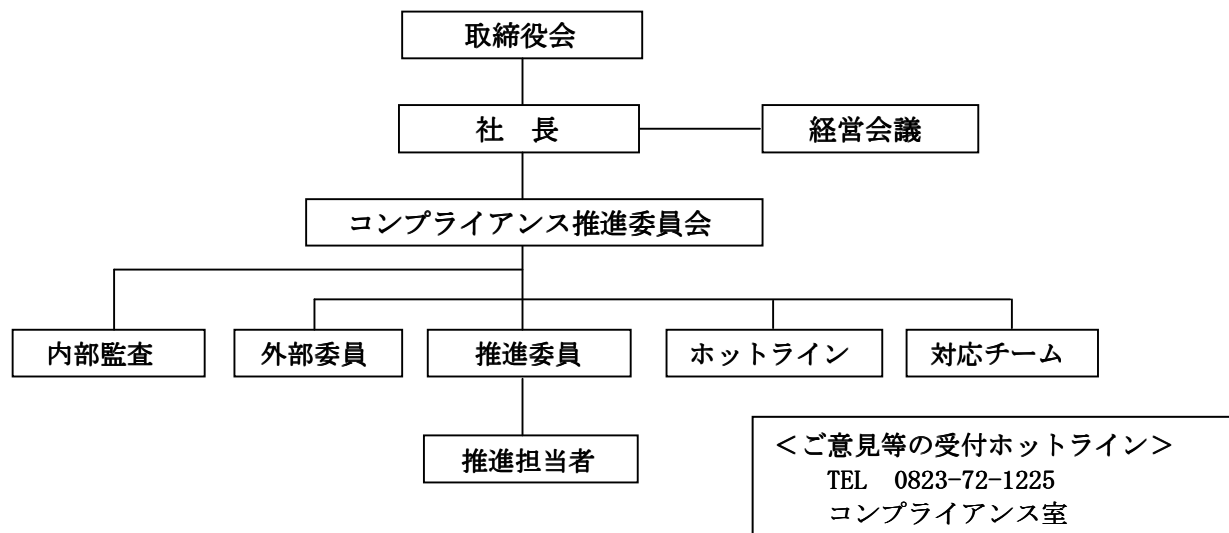 取締役会
社　長
経営会議
コンプライアンス推進委員会
内部監査
外部委員
推進委員
ホットライン
対応チーム
推進担当者
＜ご意見等の受付ホットライン＞
TEL　0823-72-1225
コンプライアンス室